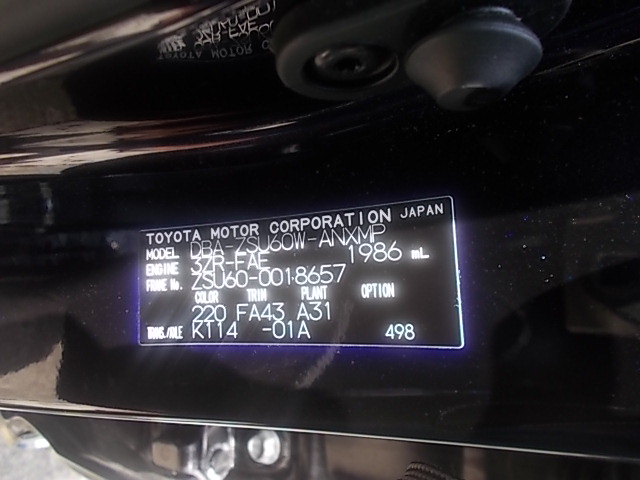 TOYOTA MOTOR CORPORATION JAPAN
MODEL DBA-ZSU60W-ANXMP
ENGINE 3ZR-FAE 1986 mL
FRAME No. ZSU60-0018657
COLOR TRIM PLANT OPTION
220 FA43 A31
TRANS./AXLE K114 -01A 498